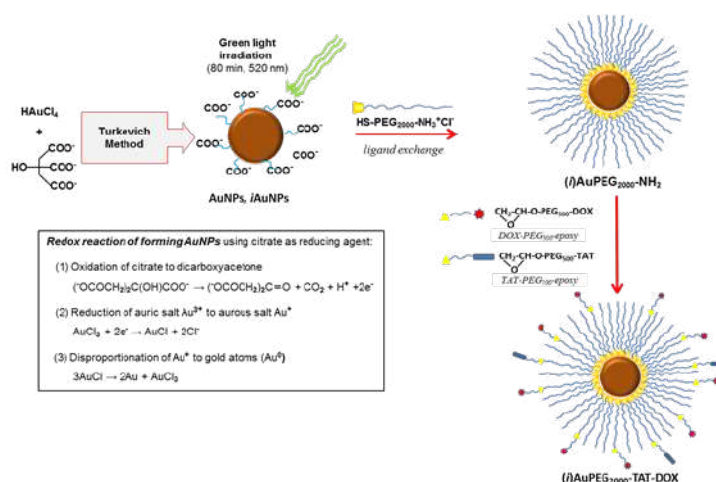 Green light
irradiation
(80 min, 520 nm)
HAuCl₄
+
COO⁻
HO COO⁻
COO⁻
Turkevich
Method
COO⁻
COO⁻ COO⁻
COO⁻ COO⁻
COO⁻ COO⁻
COO⁻ COO⁻
AuNPs, iAuNPs
HS-PEG₂₀₀₀-NH₃⁺Cl⁻
ligand exchange
(i)AuPEG₂₀₀₀-NH₂
CH₂-CH-O-PEG₅₀₀-DOX
O
DOX-PEG₅₀₀-epoxy
CH₂-CH-O-PEG₅₀₀-TAT
O
Redox reaction of forming AuNPs using citrate as reducing agent:
(1) Oxidation of citrate to dicarboxyacetone
(⁻OCOCH₂)₂C(OH)COO⁻ → (⁻OCOCH₂)₂C=O + CO₂ + H⁺ +2e⁻
(2) Reduction of auric salt Au³⁺ to aurous salt Au⁺
AuCl₃ + 2e⁻ → AuCl + 2Cl⁻
(3) Disproportionation of Au⁺ to gold atoms (Au⁰)
3AuCl → 2Au + AuCl₃
(i)AuPEG₂₀₀₀-TAT-DOX